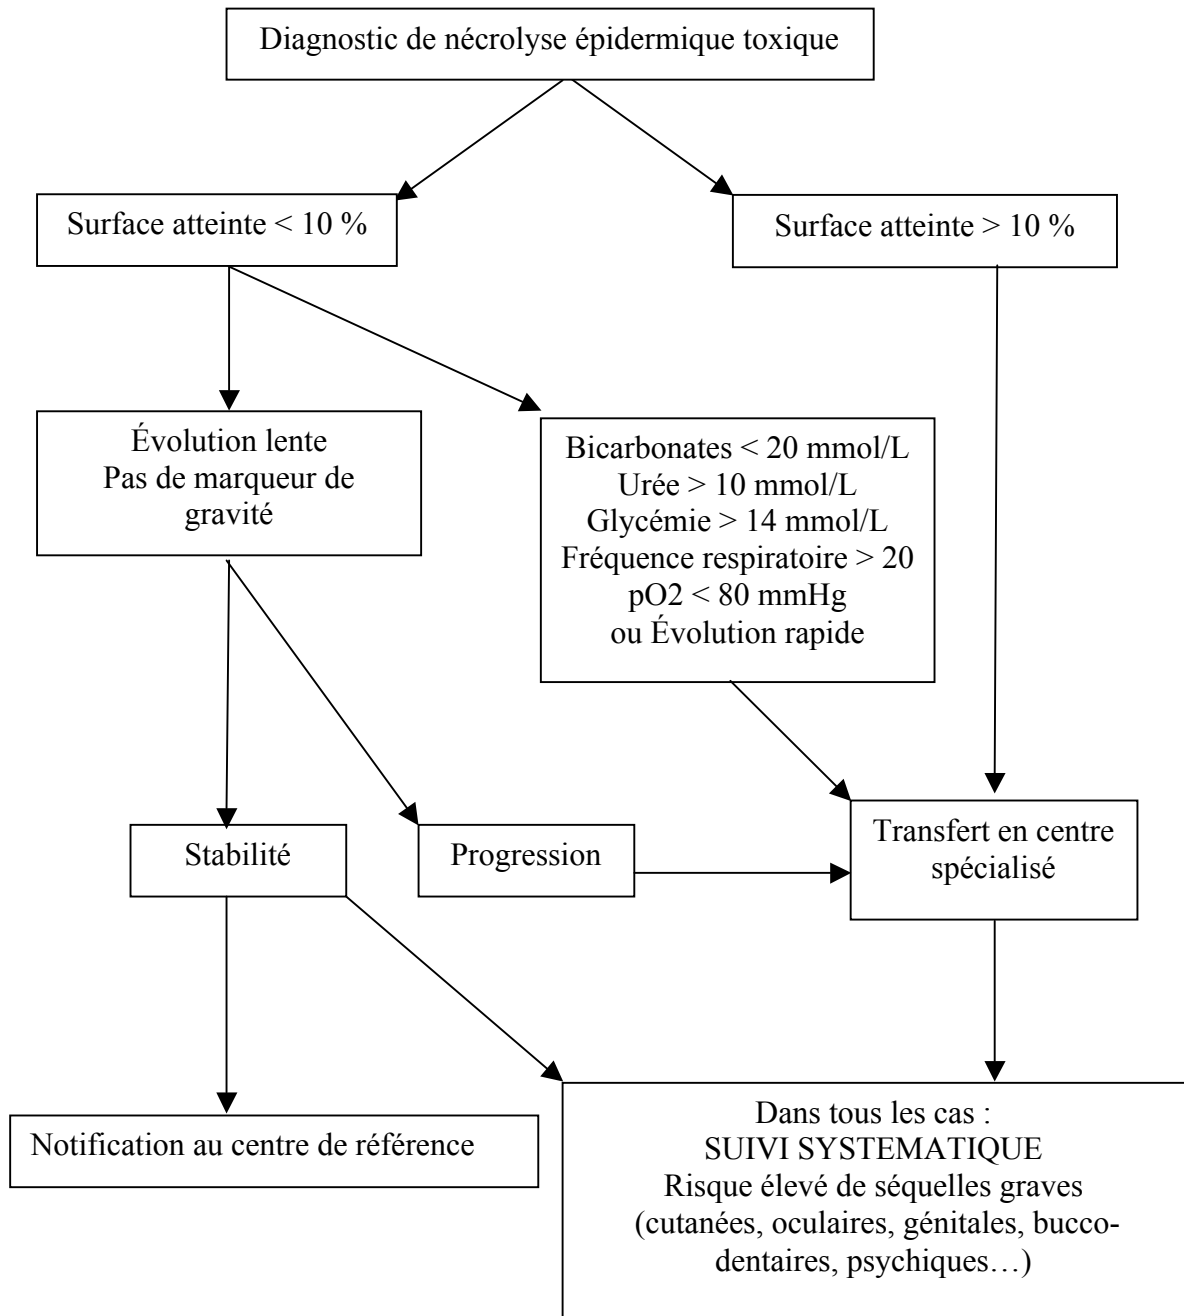 Diagnostic de nécrolyse épidermique toxique
Surface atteinte < 10 %
Surface atteinte > 10 %
Évolution lente
Pas de marqueur de
gravité
Bicarbonates < 20 mmol/L
Urée > 10 mmol/L
Glycémie > 14 mmol/L
Fréquence respiratoire > 20
pO2 < 80 mmHg
ou Évolution rapide
Stabilité
Progression
Transfert en centre
spécialisé
Notification au centre de référence
Dans tous les cas :
SUIVI SYSTEMATIQUE
Risque élevé de séquelles graves
(cutanées, oculaires, génitales, bucco-
dentaires, psychiques…)